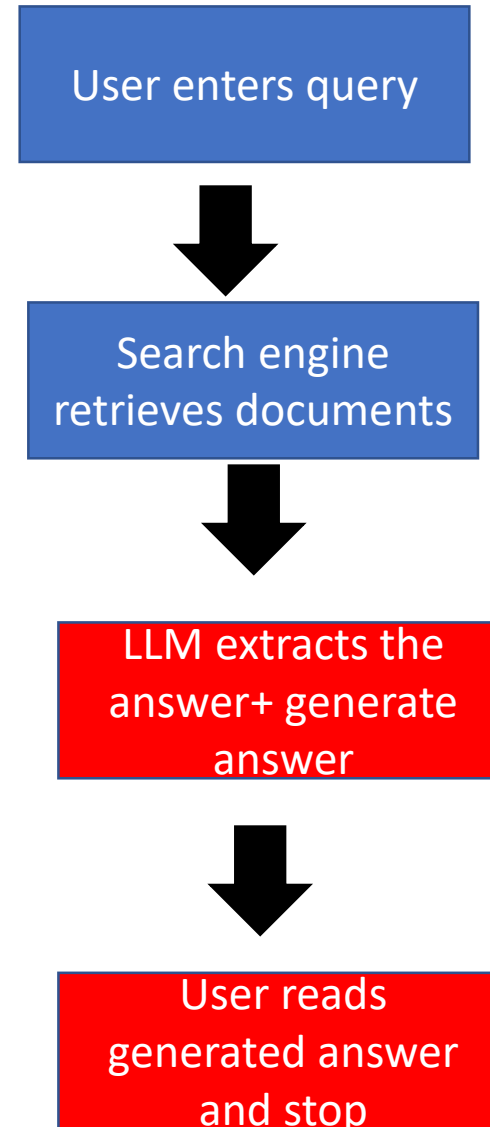 User enters query
Search engine
retrieves documents
LLM extracts the
answer+ generate
answer
User reads
generated answer
and stop